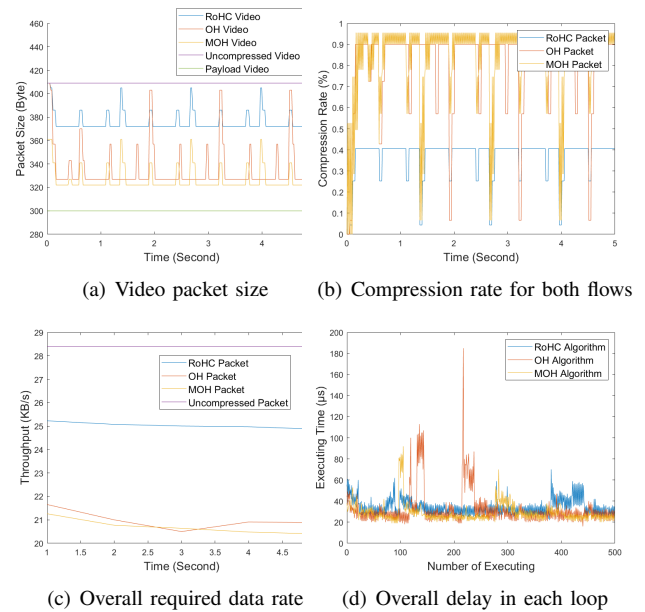 460
440
420
400
380
360
340
320
300
280
0
1
2
3
4
Packet Size (Byte)
Time (Second)
RoHC Video
OH Video
MOH Video
Uncompressed Video
Payload Video
(a) Video packet size
1
0.9
0.8
0.7
0.6
0.5
0.4
0.3
0.2
0.1
0
0
1
2
3
4
5
Compression Rate (%)
Time (Second)
RoHC Packet
OH Packet
MOH Packet
(b) Compression rate for both flows
29
28
27
26
25
24
23
22
21
20
1
1.5
2
2.5
3
3.5
4
4.5
Throughput (KB/s)
Time (Second)
RoHC Packet
OH Packet
MOH Packet
Uncompressed Packet
(c) Overall required data rate
200
180
160
140
120
100
80
60
40
20
0
0
100
200
300
400
500
Executing Time (μs)
Number of Executing
RoHC Algorithm
OH Algorithm
MOH Algorithm
(d) Overall delay in each loop